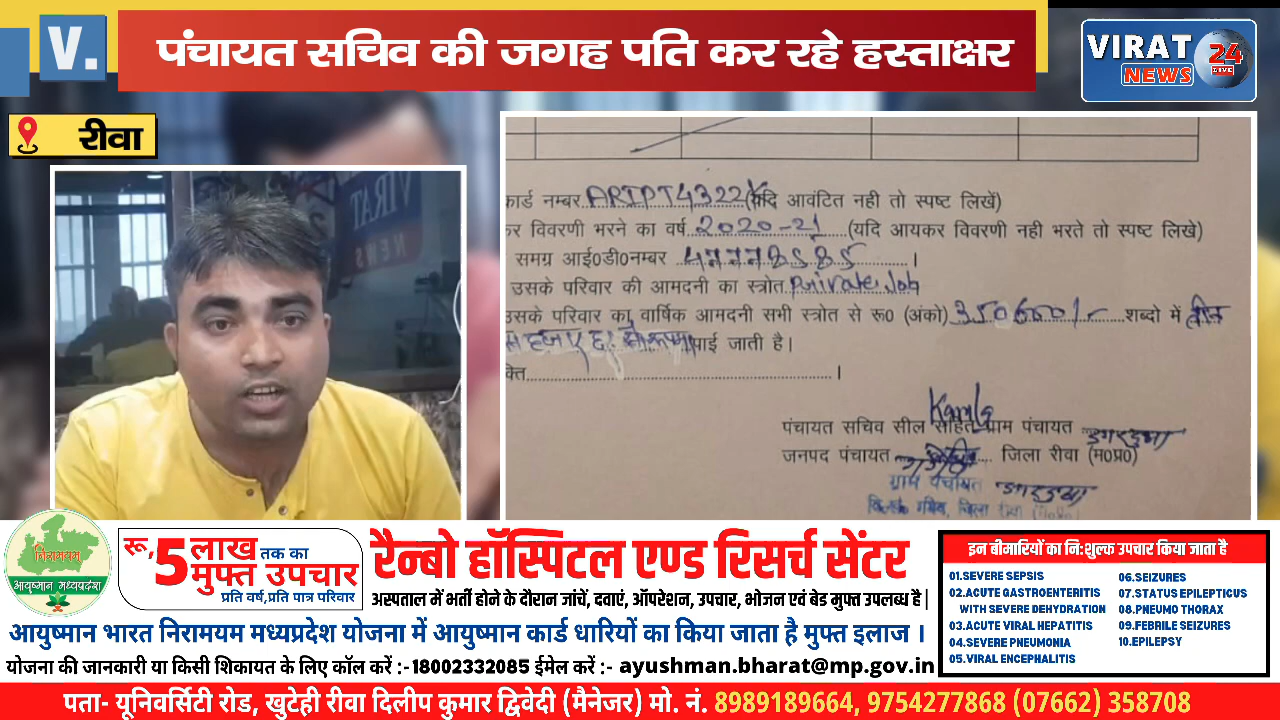 V.
पंचायत सचिव की जगह पति कर रहे हस्ताक्षर
VIRAT 24
NEWS LIVE
रीवा
कार्ड नम्बर ARIPT4322K (यदि आवंटित नही तो स्पष्ट लिखें)
कर विवरणी भरने का वर्ष 2020-21 (यदि आयकर विवरणी नही भरते तो स्पष्ट लिखें)
समग्र आई0डी0नम्बर ।
उसके परिवार की आमदनी का स्त्रोत Private Job
उसके परिवार का वार्षिक आमदनी सभी स्त्रोत से रू0 (अंको) 350600/- शब्दो में तीन
पाई जाती है।
Kamla
पंचायत सचिव सील सहित ग्राम पंचायत
जनपद पंचायत जिला रीवा (म0प्र0)
ग्राम पंचायत
जिला रीवा
निरामयम
आयुष्मान मध्यप्रदेश
रू,5 लाख तक का
मुफ्त उपचार
प्रति वर्ष,प्रति पात्र परिवार
रैन्बो हॉस्पिटल एण्ड रिसर्च सेंटर
अस्पताल में भर्ती होने के दौरान जांचें, दवाएं, ऑपरेशन, उपचार, भोजन एवं बेड मुफ्त उपलब्ध है|
आयुष्मान भारत निरामयम मध्यप्रदेश योजना में आयुष्मान कार्ड धारियों का किया जाता है मुफ्त इलाज ।
योजना की जानकारी या किसी शिकायत के लिए कॉल करें :-18002332085 ईमेल करें :- ayushman.bharat@mp.gov.in
इन बीमारियों का नि:शुल्क उपचार किया जाता है
01.SEVERE SEPSIS
02.ACUTE GASTROENTERITIS
WITH SEVERE DEHYDRATION
03.ACUTE VIRAL HEPATITIS
04.SEVERE PNEUMONIA
05.VIRAL ENCEPHALITIS
06.SEIZURES
07.STATUS EPILEPTICUS
08.PNEUMO THORAX
09.FEBRILE SEIZURES
10.EPILEPSY
पता- यूनिवर्सिटी रोड, खुटेही रीवा दिलीप कुमार द्विवेदी (मैनेजर) मो. नं. 8989189664, 9754277868 (07662) 358708